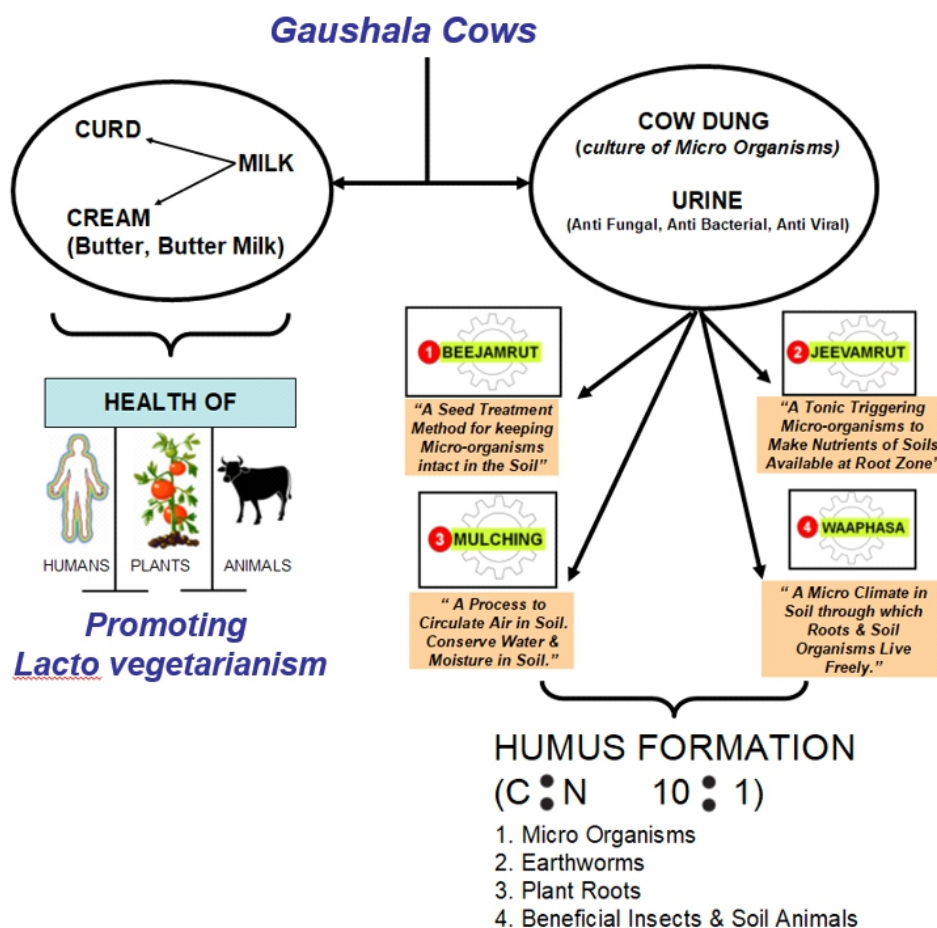 Gaushala Cows
CURD
MILK
CREAM
(Butter, Butter Milk)
COW DUNG
(culture of Micro Organisms)
URINE
(Anti Fungal, Anti Bacterial, Anti Viral)
HEALTH OF
HUMANS
PLANTS
ANIMALS
Promoting
Lacto vegetarianism
1 BEEJAMRUT
“A Seed Treatment
Method for keeping
Micro-organisms
intact in the Soil”
2 JEEVAMRUT
“A Tonic Triggering
Micro-organisms to
Make Nutrients of Soils
Available at Root Zone”
3 MULCHING
“ A Process to
Circulate Air in Soil.
Conserve Water &
Moisture in Soil.”
4 WAAPHASA
“ A Micro Climate in
Soil through which
Roots & Soil
Organisms Live
Freely.”
HUMUS FORMATION
(C : N 10 : 1)
1. Micro Organisms
2. Earthworms
3. Plant Roots
4. Beneficial Insects & Soil Animals